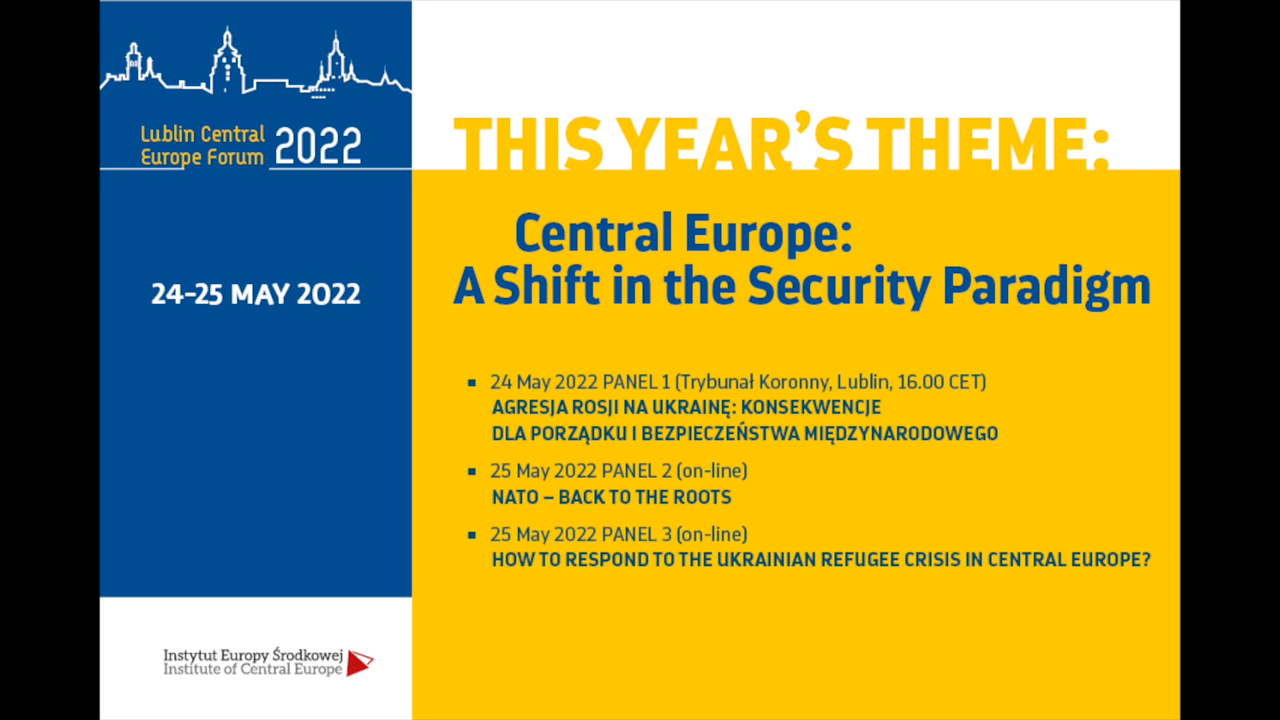 Lublin Central
Europe Forum 2022
24-25 MAY 2022
Instytut Europy Środkowej
Institute of Central Europe
THIS YEAR'S THEME:
Central Europe:
A Shift in the Security Paradigm
▪ 24 May 2022 PANEL 1 (Trybunał Koronny, Lublin, 16.00 CET)
AGRESJA ROSJI NA UKRAINĘ: KONSEKWENCJE
DLA PORZĄDKU I BEZPIECZEŃSTWA MIĘDZYNARODOWEGO
▪ 25 May 2022 PANEL 2 (on-line)
NATO – BACK TO THE ROOTS
▪ 25 May 2022 PANEL 3 (on-line)
HOW TO RESPOND TO THE UKRAINIAN REFUGEE CRISIS IN CENTRAL EUROPE?